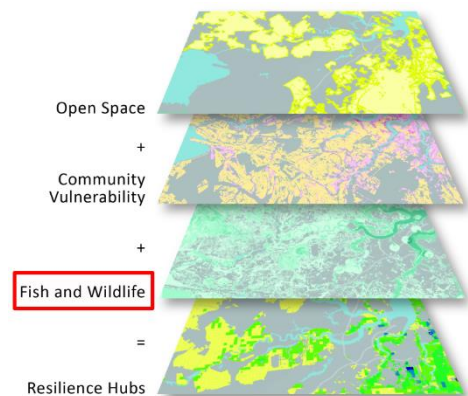 Open Space
+
Community
Vulnerability
+
Fish and Wildlife
=
Resilience Hubs